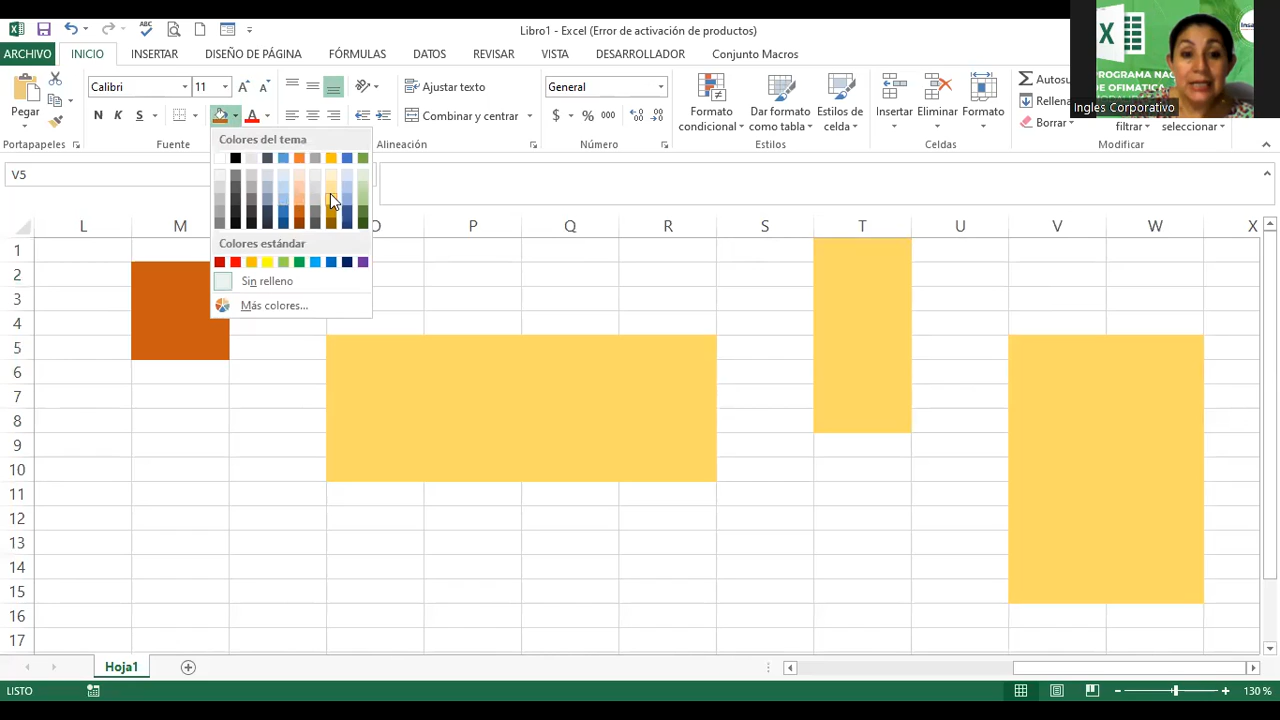 Libro1 - Excel (Error de activación de productos)
ARCHIVO INICIO INSERTAR DISEÑO DE PÁGINA FÓRMULAS DATOS REVISAR VISTA DESARROLLADOR Conjunto Macros
X
PROGRAMA NAC
DE OFIMATICA
Ingles Corporativo
Pegar
Calibri 11 A A
Ajustar texto
General
N K S
A
Combinar y centrar
$ % 000
Formato condicional
Dar formato como tabla
Estilos de celda
Insertar Eliminar Formato
Autosu
Rellena
Borrar
filtrar
seleccionar
Portapapeles Fuente Alineación Número Estilos Celdas Modificar
Colores del tema
Colores estándar
Sin relleno
Más colores...
V5
L M O P Q R S T U V W X
1
2
3
4
5
6
7
8
9
10
11
12
13
14
15
16
17
Hoja1
LISTO
130 %